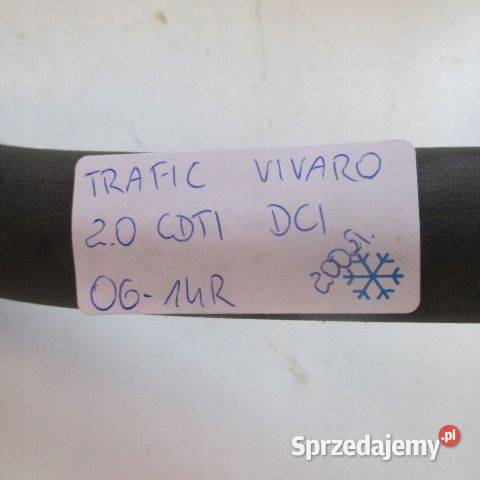 TRAFIC VIVARO
2.0 CDTI DCI
200zł.
06-14R
Sprzedajemy.pl